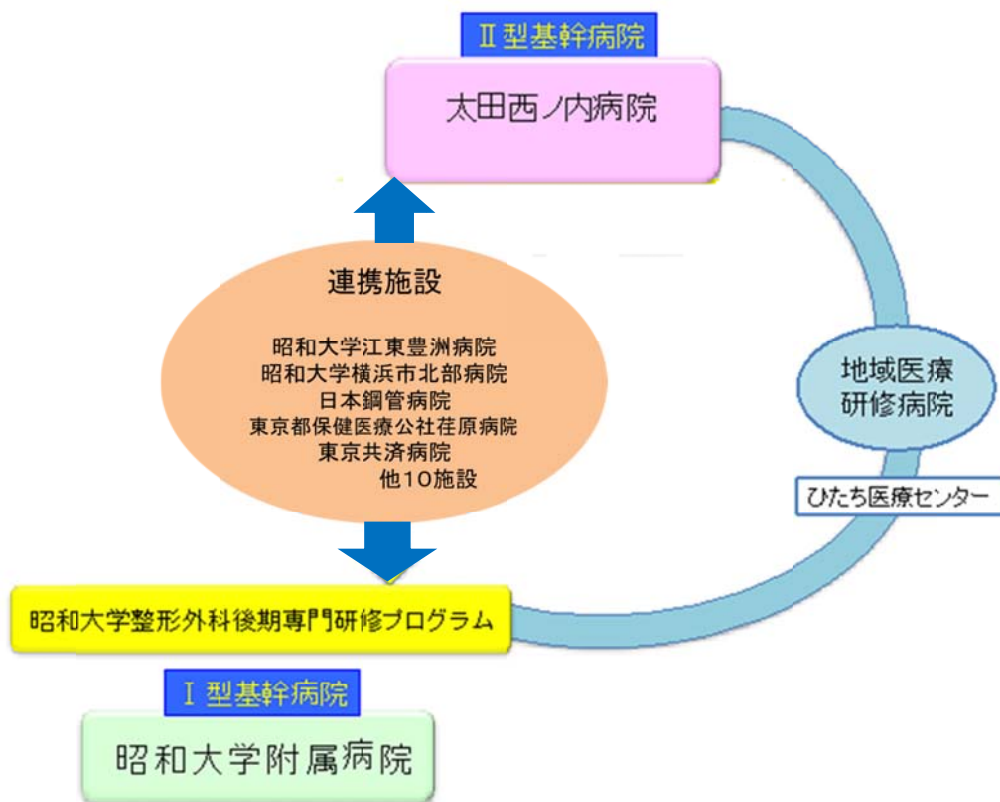 Ⅱ型基幹病院
太田西ノ内病院
連携施設
昭和大学江東豊洲病院
昭和大学横浜市北部病院
日本鋼管病院
東京都保健医療公社荏原病院
東京共済病院
他10施設
地域医療
研修病院
ひたち医療センター
昭和大学整形外科後期専門研修プログラム
Ⅰ型基幹病院
昭和大学附属病院